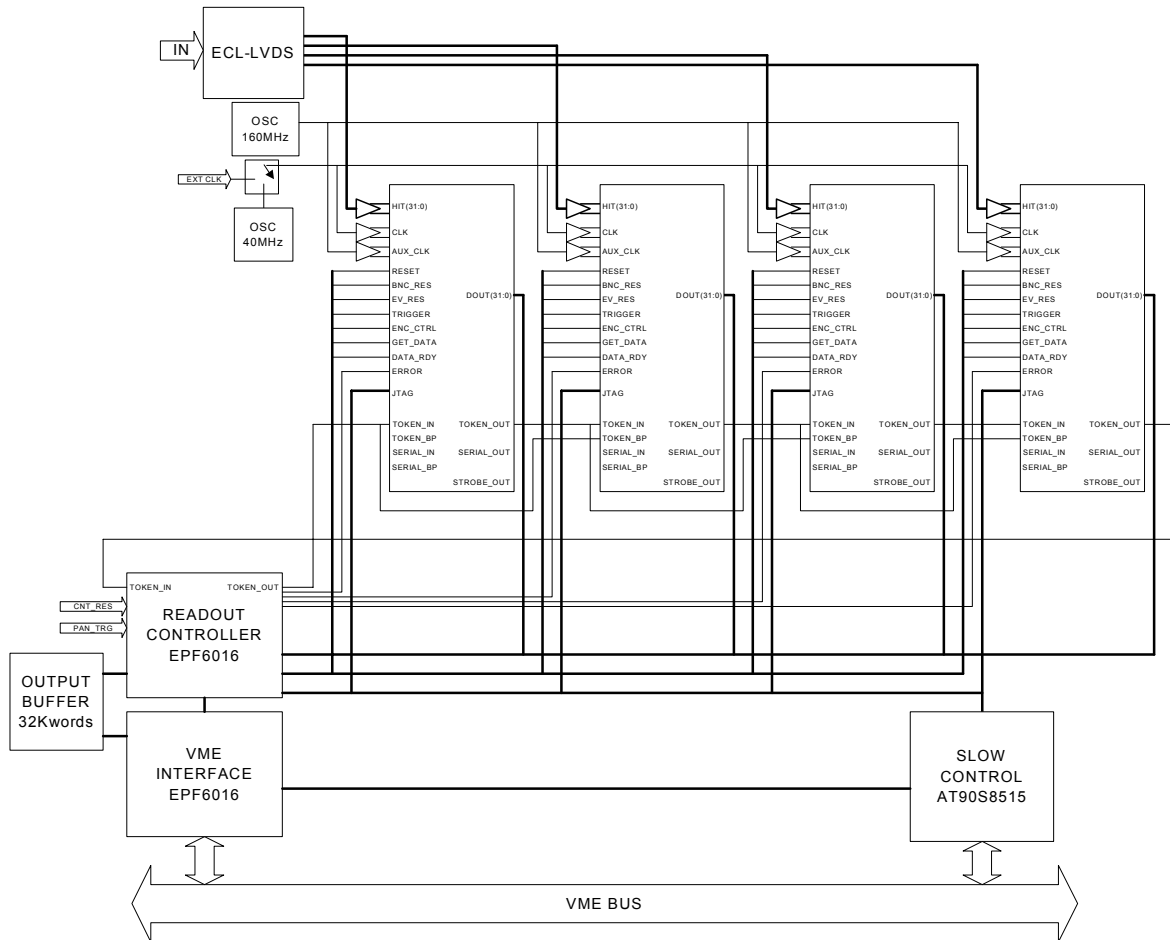 IN
ECL-LVDS
OSC
160MHz
EXT CLK
OSC
40MHz
HIT(31:0)
CLK
AUX_CLK
RESET
BNC_RES
EV_RES
TRIGGER
ENC_CTRL
GET_DATA
DATA_RDY
ERROR
JTAG
TOKEN_IN
TOKEN_BP
SERIAL_IN
SERIAL_BP
DOUT(31:0)
TOKEN_OUT
SERIAL_OUT
STROBE_OUT
HIT(31:0)
CLK
AUX_CLK
RESET
BNC_RES
EV_RES
TRIGGER
ENC_CTRL
GET_DATA
DATA_RDY
ERROR
JTAG
TOKEN_IN
TOKEN_BP
SERIAL_IN
SERIAL_BP
DOUT(31:0)
TOKEN_OUT
SERIAL_OUT
STROBE_OUT
HIT(31:0)
CLK
AUX_CLK
RESET
BNC_RES
EV_RES
TRIGGER
ENC_CTRL
GET_DATA
DATA_RDY
ERROR
JTAG
TOKEN_IN
TOKEN_BP
SERIAL_IN
SERIAL_BP
DOUT(31:0)
TOKEN_OUT
SERIAL_OUT
STROBE_OUT
HIT(31:0)
CLK
AUX_CLK
RESET
BNC_RES
EV_RES
TRIGGER
ENC_CTRL
GET_DATA
DATA_RDY
ERROR
JTAG
TOKEN_IN
TOKEN_BP
SERIAL_IN
SERIAL_BP
DOUT(31:0)
TOKEN_OUT
SERIAL_OUT
STROBE_OUT
TOKEN_IN
TOKEN_OUT
CNT_RES
PAN_TRG
READOUT
CONTROLLER
EPF6016
OUTPUT
BUFFER
32Kwords
VME
INTERFACE
EPF6016
SLOW
CONTROL
AT90S8515
VME BUS